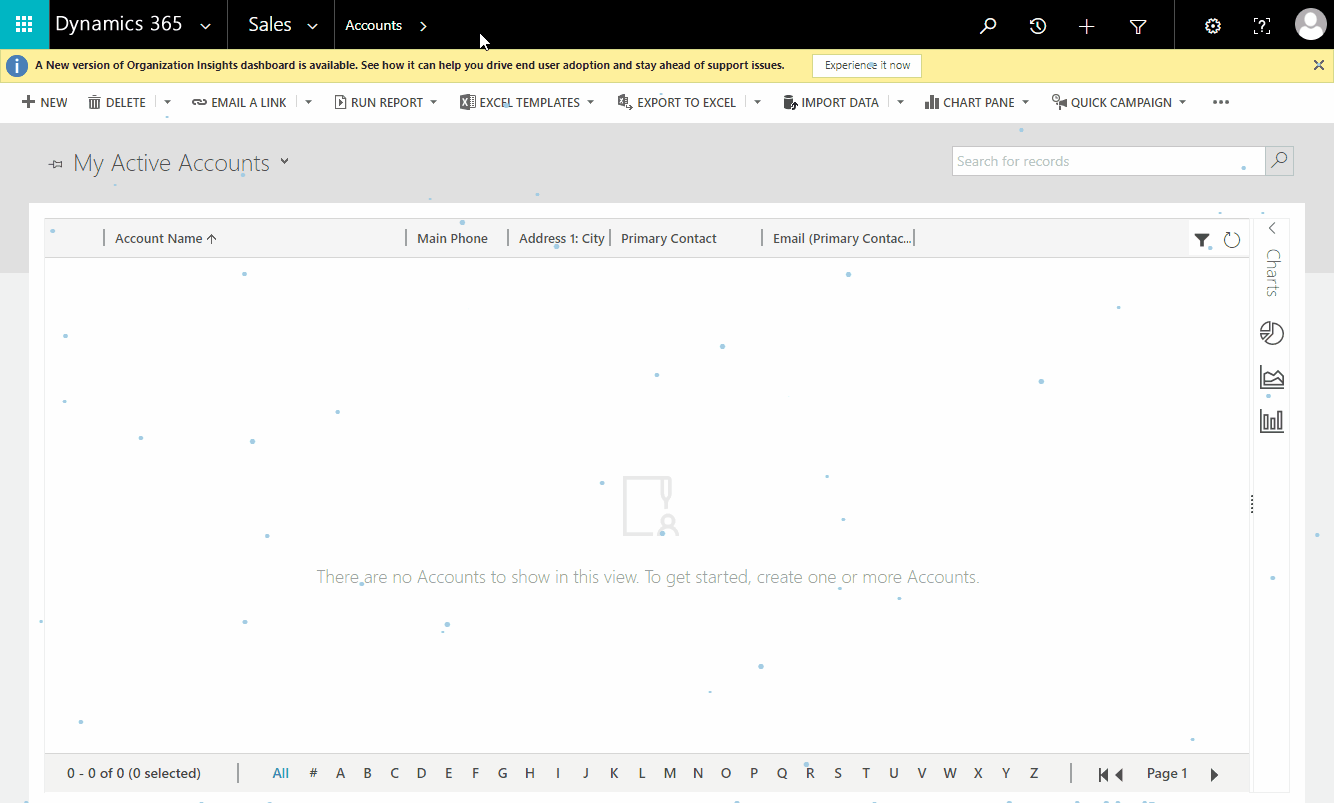 Dynamics 365 Sales Accounts
A New version of Organization Insights dashboard is available. See how it can help you drive end user adoption and stay ahead of support issues. Experience it now
NEW DELETE EMAIL A LINK RUN REPORT EXCEL TEMPLATES EXPORT TO EXCEL IMPORT DATA CHART PANE QUICK CAMPAIGN
My Active Accounts Search for records
Account Name Main Phone Address 1: City Primary Contact Email (Primary Contac...
Charts
There are no Accounts to show in this view. To get started, create one or more Accounts.
0 - 0 of 0 (0 selected) All # A B C D E F G H I J K L M N O P Q R S T U V W X Y Z Page 1